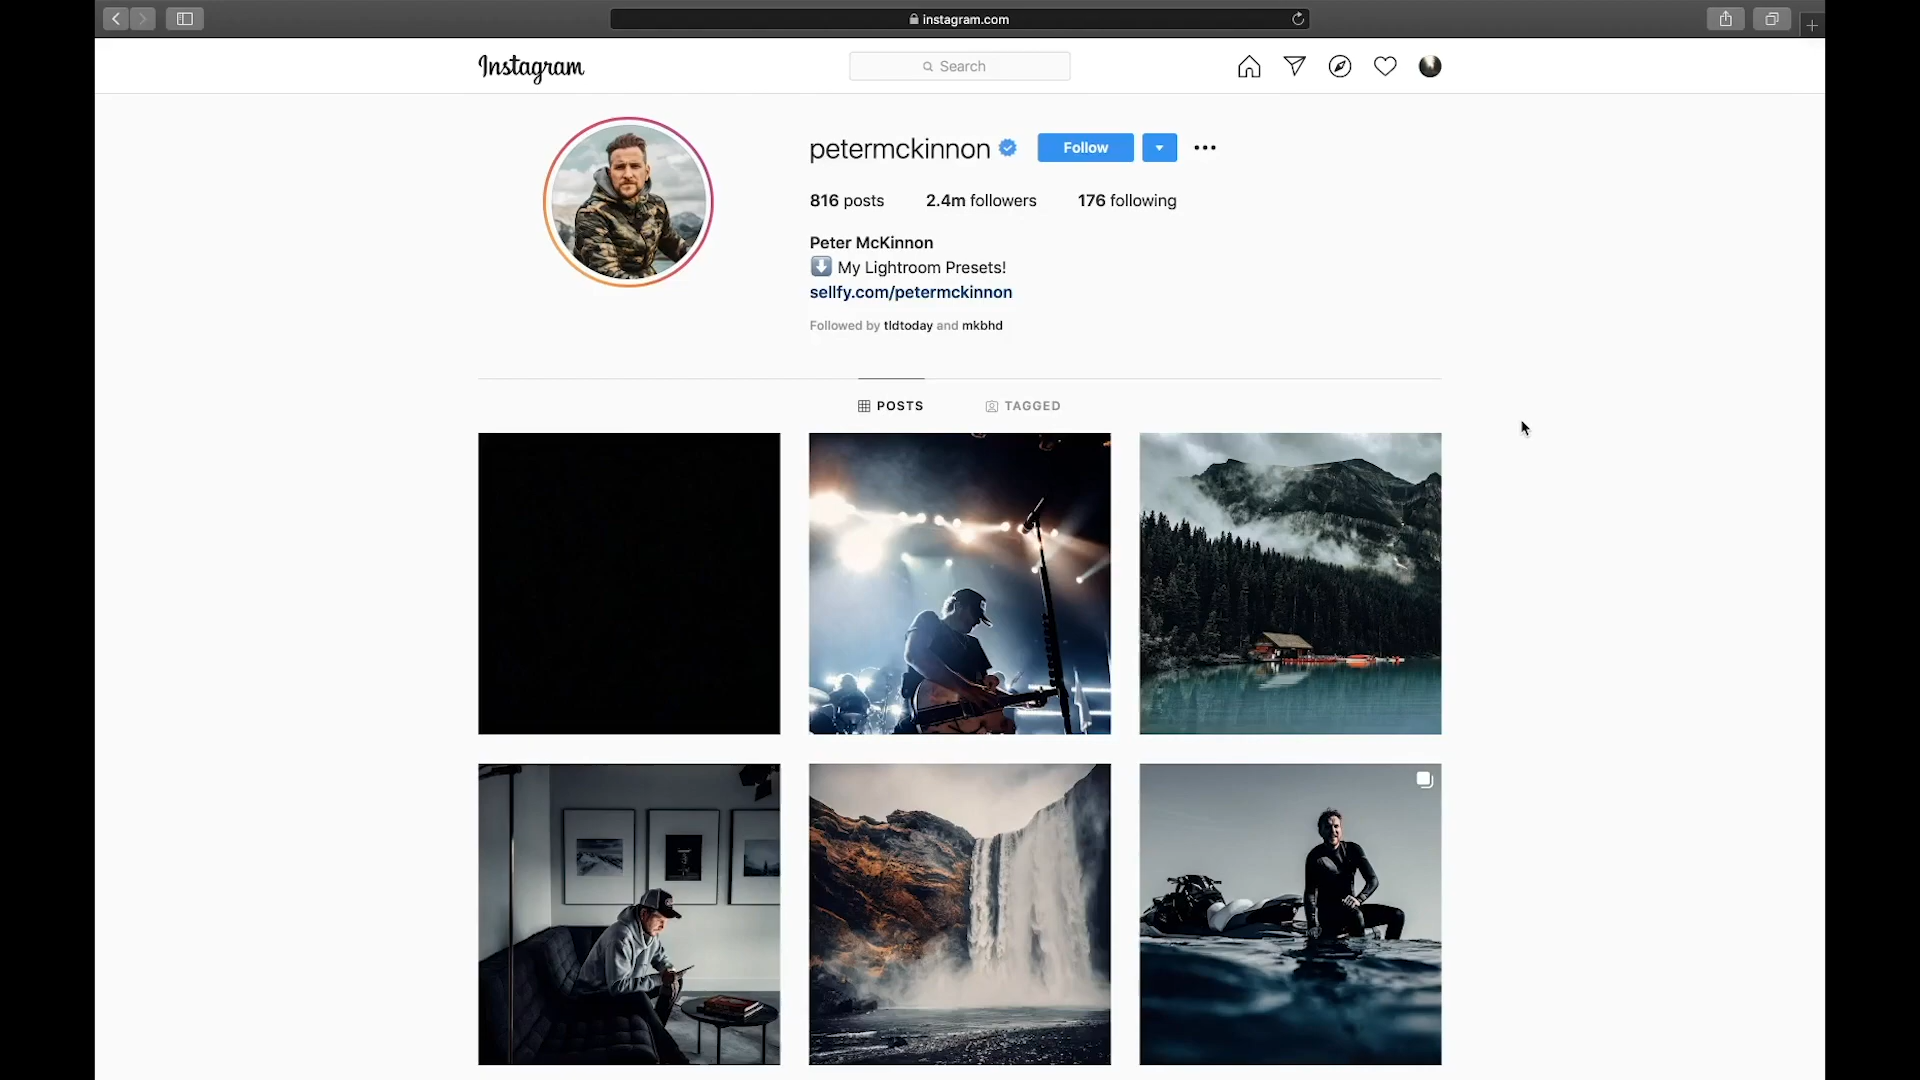 instagram.com
Instagram
Search
petermckinnon
Follow
816 posts 2.4m followers 176 following
Peter McKinnon
My Lightroom Presets!
sellfy.com/petermckinnon
Followed by tldtoday and mkbhd
POSTS TAGGED